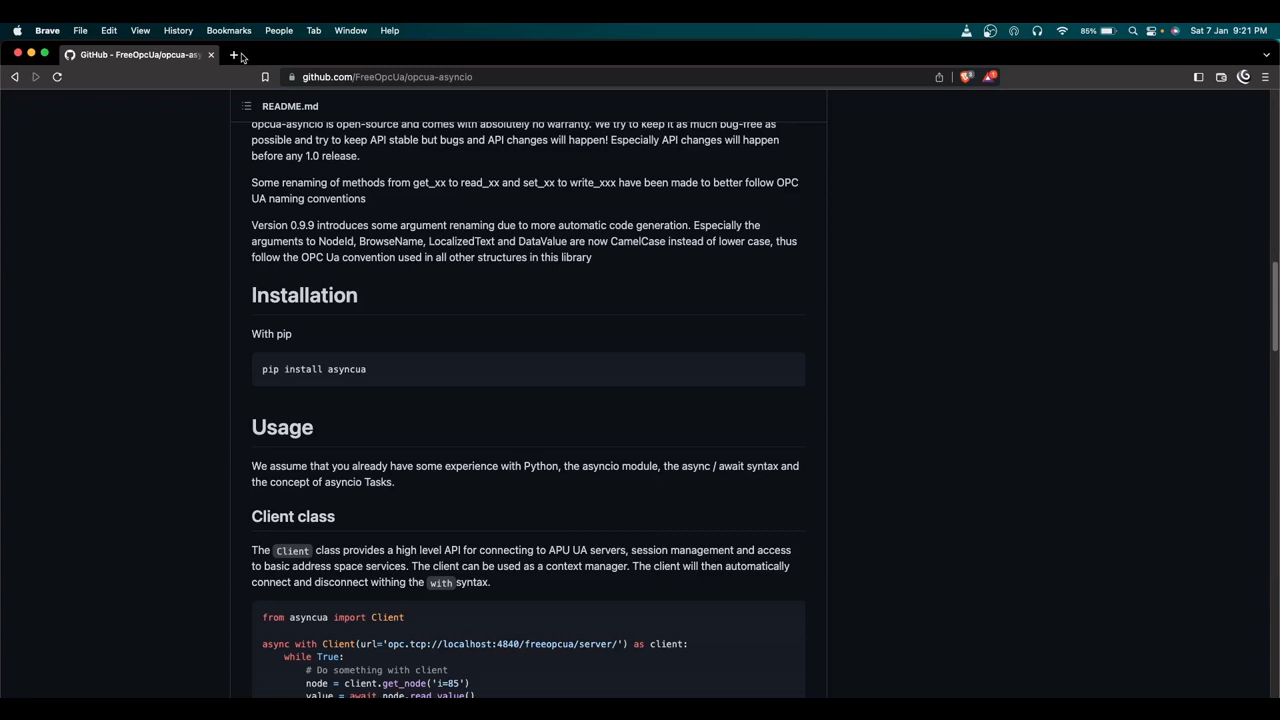 Brave File Edit View History Bookmarks People Tab Window Help 85% Sat 7 Jan 9:21 PM
GitHub - FreeOpcUa/opcua-asy
github.com/FreeOpcUa/opcua-asyncio
README.md
opcua-asyncio is open-source and comes with absolutely no warranty. We try to keep it as much bug-free as
possible and try to keep API stable but bugs and API changes will happen! Especially API changes will happen
before any 1.0 release.
Some renaming of methods from get_xx to read_xx and set_xx to write_xxx have been made to better follow OPC
UA naming conventions
Version 0.9.9 introduces some argument renaming due to more automatic code generation. Especially the
arguments to NodeId, BrowseName, LocalizedText and DataValue are now CamelCase instead of lower case, thus
follow the OPC Ua convention used in all other structures in this library
Installation
With pip
pip install asyncua
Usage
We assume that you already have some experience with Python, the asyncio module, the async / await syntax and
the concept of asyncio Tasks.
Client class
The Client class provides a high level API for connecting to APU UA servers, session management and access
to basic address space services. The client can be used as a context manager. The client will then automatically
connect and disconnect withing the with syntax.
from asyncua import Client
async with Client(url='opc.tcp://localhost:4840/freeopcua/server/') as client:
while True:
# Do something with client
node = client.get_node('i=85')
value = await node.read_value()